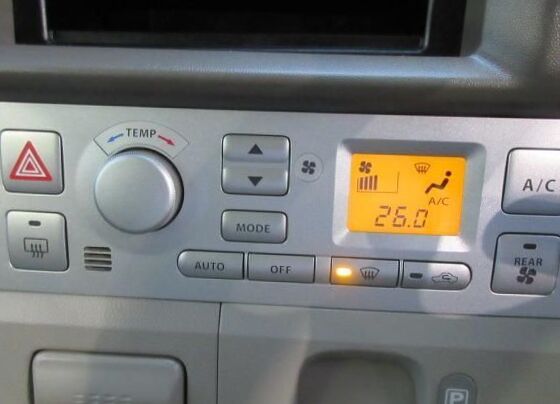 TEMP
A/C
A/C
26.0
MODE
AUTO
OFF
REAR
P